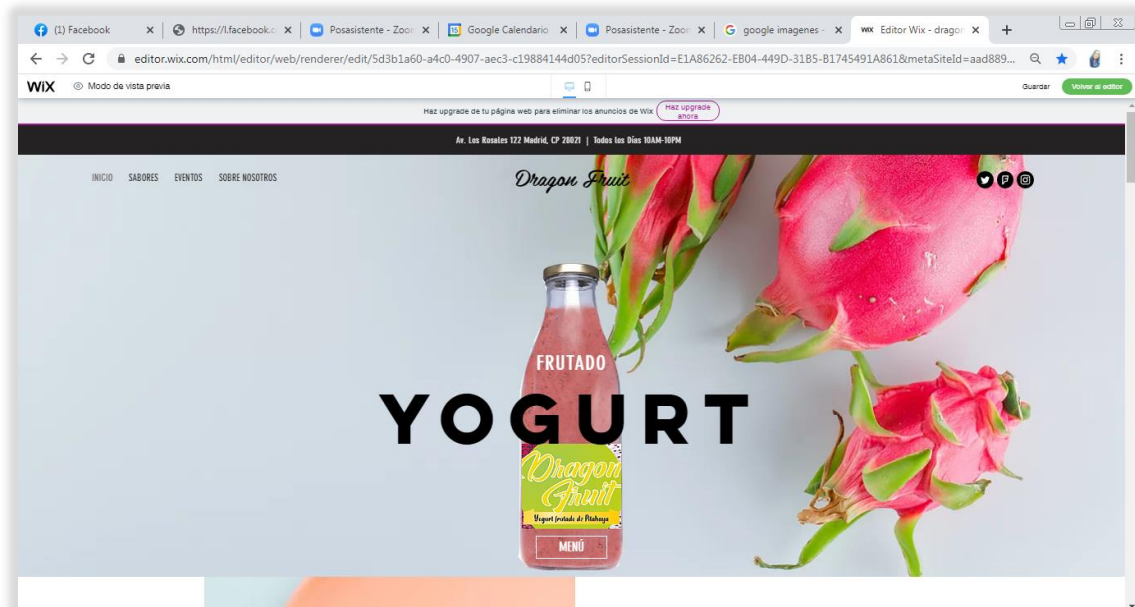 (1) Facebook
https://l.facebook.c
Posasistente - Zoor
Google Calendario
Posasistente - Zoor
google imagenes -
Editor Wix - dragor
editor.wix.com/html/editor/web/renderer/edit/5d3b1a60-a4c0-4907-aec3-c19884144d05?editorSessionId=E1A86262-EB04-449D-31B5-B1745491A861&metaSiteId=aad889...
WiX
Modo de vista previa
Guardar
Volver al editor
Haz upgrade de tu página web para eliminar los anuncios de Wix
Haz upgrade
ahora
Av. Los Rosales 122 Madrid, CP 28021 | Todos los Días 10AM-10PM
INICIO SABORES EVENTOS SOBRE NOSOTROS
Dragon Fruit
FRUTADO
YOGURT
Dragon
Fruit
Yogurt frutado de Pitahaya
MENÚ